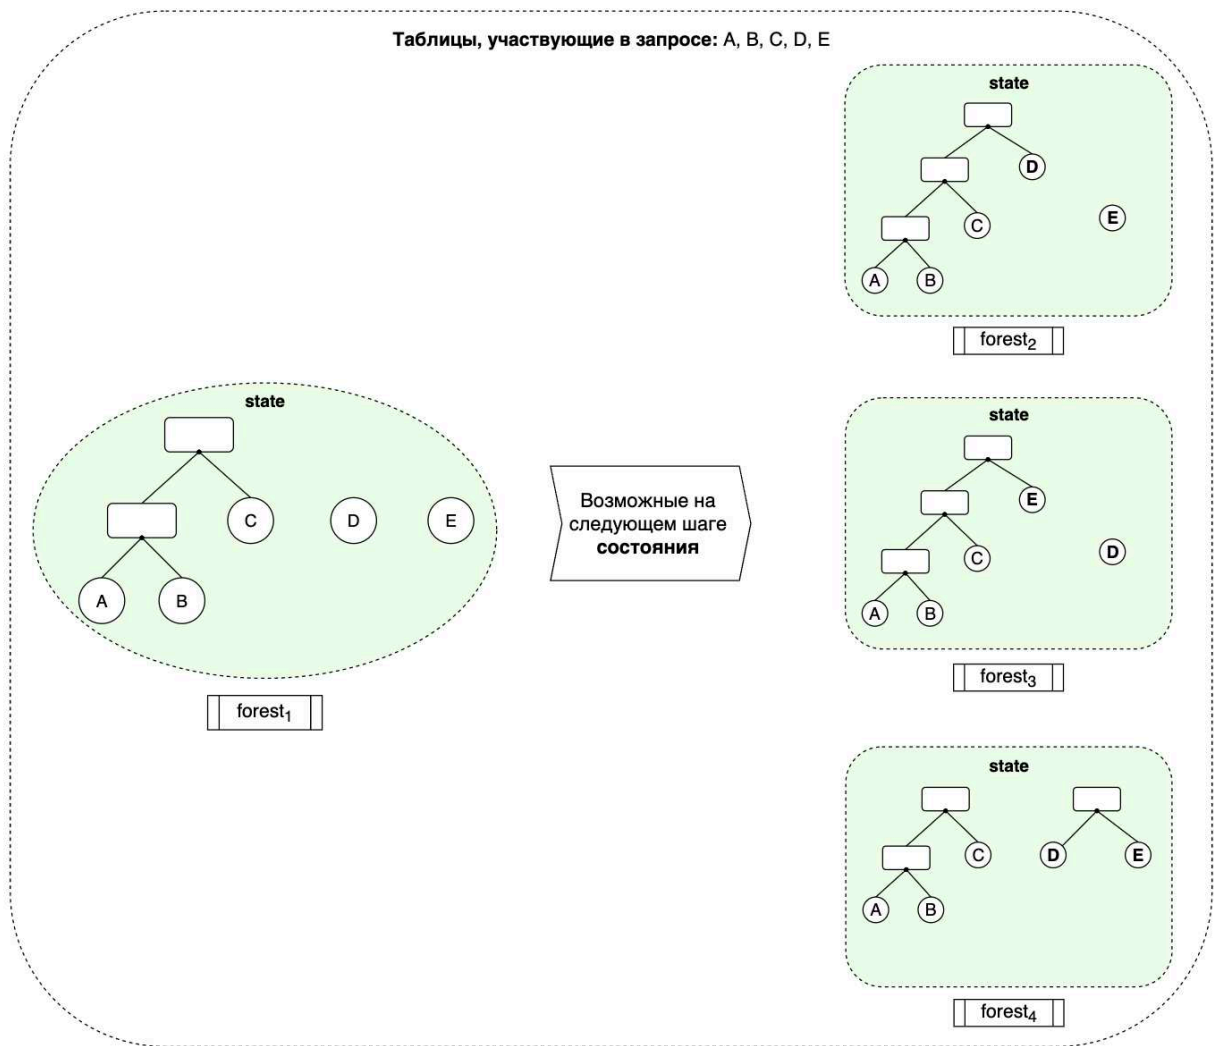 Таблицы, участвующие в запросе: A, B, C, D, E
state
D
C
E
A
B
forest2
state
C
D
E
A
B
forest1
Возможные на
следующем шаге
состояния
state
E
C
D
A
B
forest3
state
C
D
E
A
B
forest4